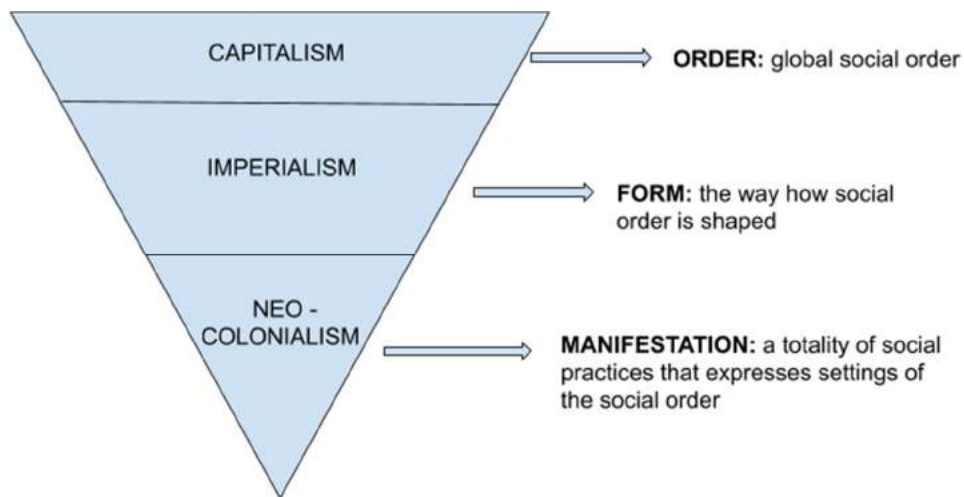 CAPITALISM
ORDER: global social order
IMPERIALISM
FORM: the way how social
order is shaped
NEO -
COLONIALISM
MANIFESTATION: a totality of social
practices that expresses settings of
the social order